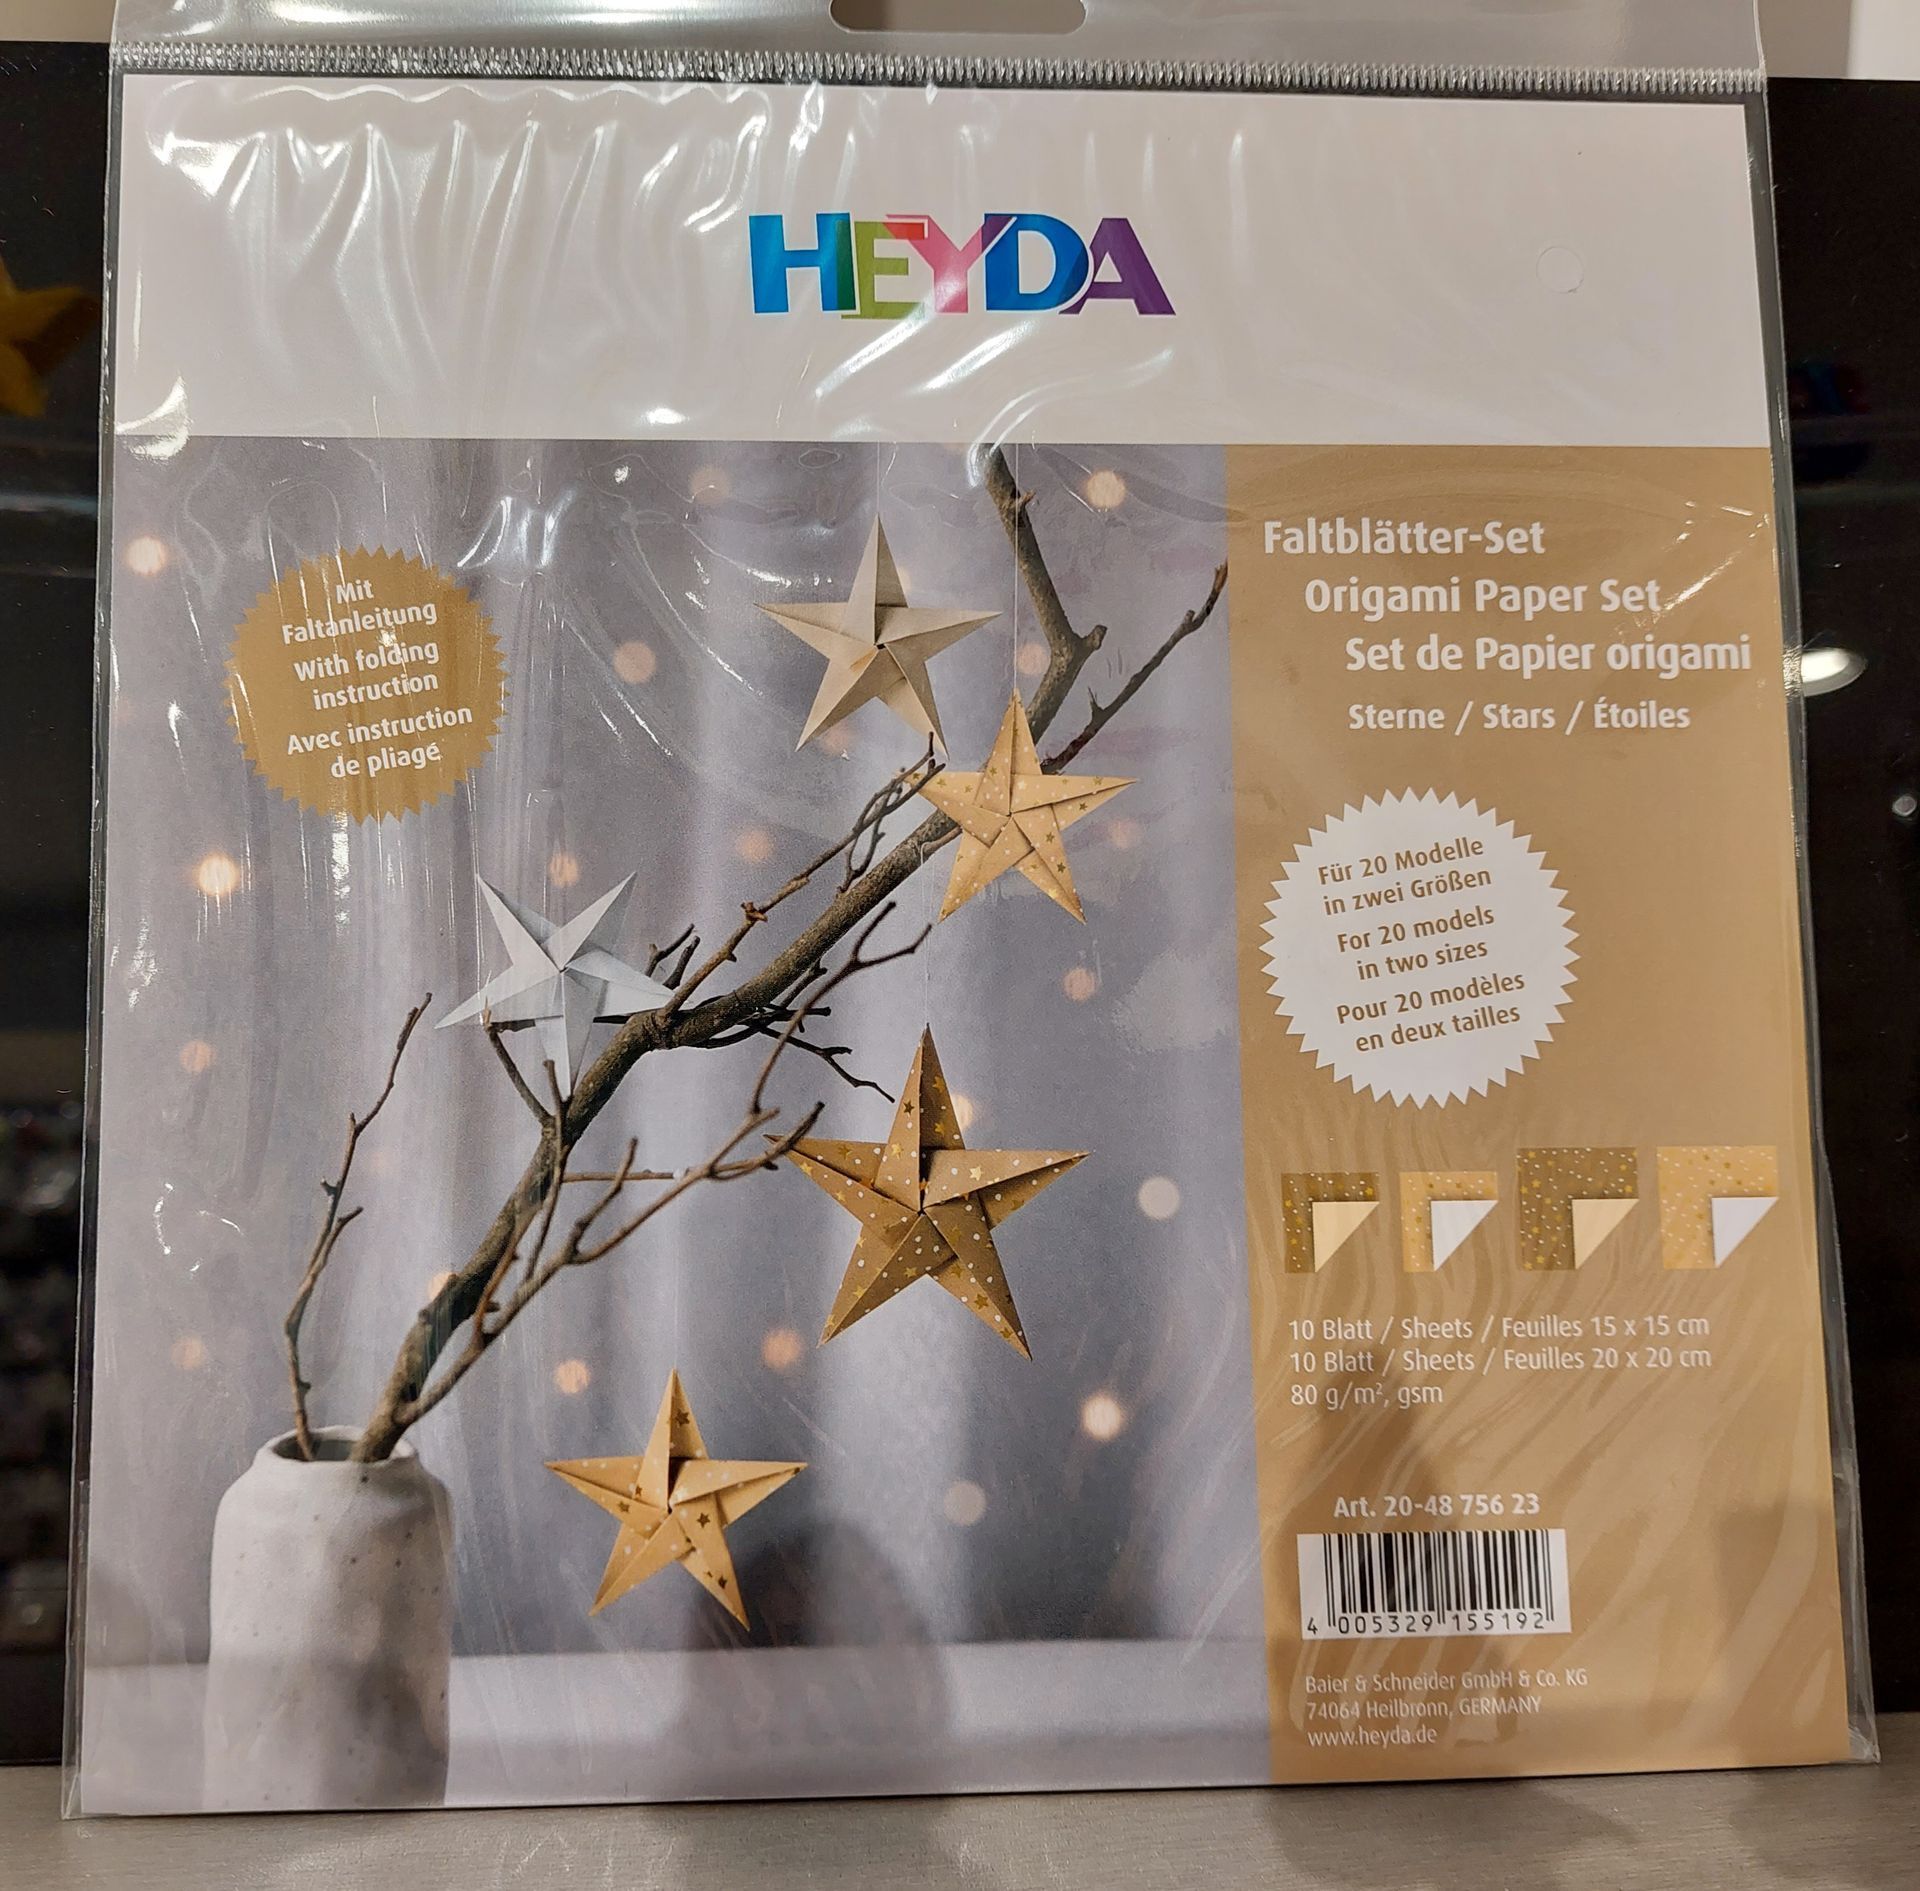 HEYDA
Mit
Faltanleitung
With folding
instruction
Avec instruction
de pliage
Faltblätter-Set
Origami Paper Set
Set de Papier origami
Sterne / Stars / Étoiles
Für 20 Modelle
in zwei Größen
For 20 models
in two sizes
Pour 20 modèles
en deux tailles
10 Blatt / Sheets / Feuilles 15 x 15 cm
10 Blatt / Sheets / Feuilles 20 x 20 cm
80 g/m², gsm
Art. 20-48 756 23
4 005329 155192
Baier & Schneider GmbH & Co. KG
74064 Heilbronn, GERMANY
www.heyda.de